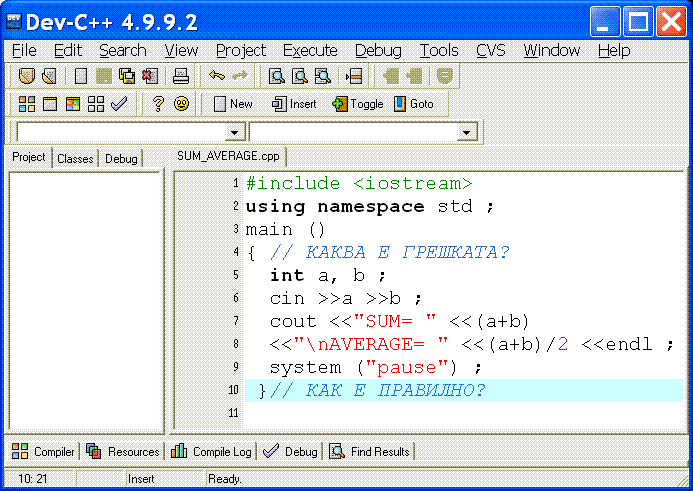 Dev-C++ 4.9.9.2
File Edit Search View Project Execute Debug Tools CVS Window Help
New Insert Toggle Goto
Project Classes Debug SUM_AVERAGE.cpp
1 #include <iostream>
2 using namespace std ;
3 main ()
4 { // КАКВА Е ГРЕШКАТА?
5 int a, b ;
6 cin >>a >>b ;
7 cout <<"SUM= " <<(a+b)
8 <<"\nAVERAGE= " <<(a+b)/2 <<endl ;
9 system ("pause") ;
10 }// КАК Е ПРАВИЛНО?
11
Compiler Resources Compile Log Debug Find Results
10: 21 Insert Ready.